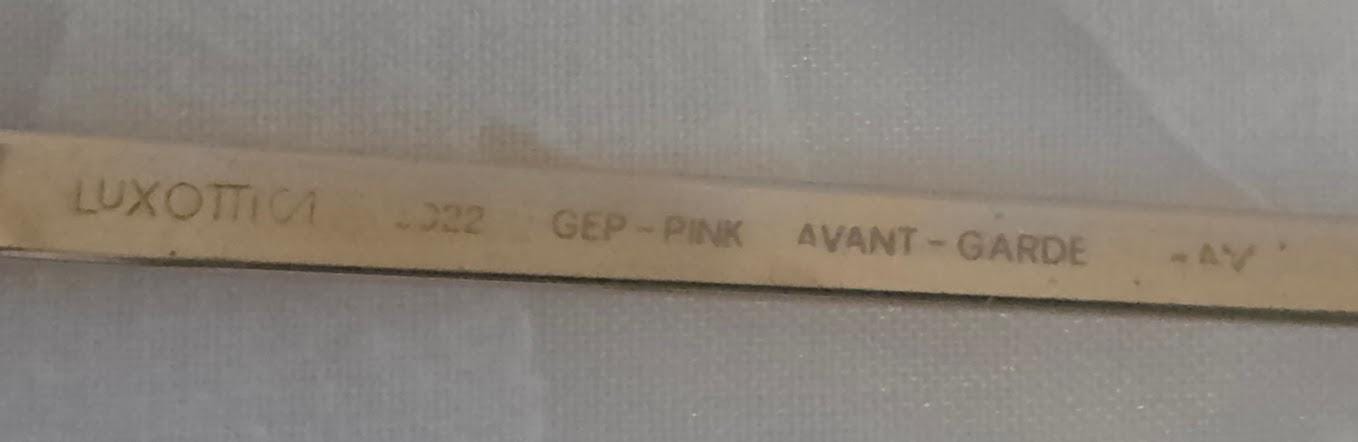 LUXOTTICA GEP-PINK AVANT-GARDE